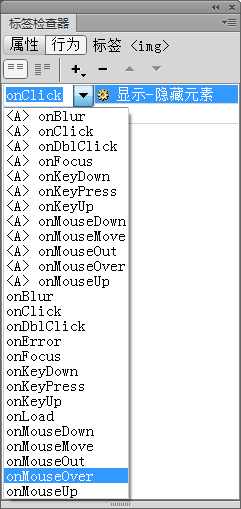 标签检查器
属性 行为 标签 <img>
onClick 显示-隐藏元素
<A> onBlur
<A> onClick
<A> onDblClick
<A> onFocus
<A> onKeyDown
<A> onKeyPress
<A> onKeyUp
<A> onMouseDown
<A> onMouseMove
<A> onMouseOut
<A> onMouseOver
<A> onMouseUp
onBlur
onClick
onDblClick
onError
onFocus
onKeyDown
onKeyPress
onKeyUp
onLoad
onMouseDown
onMouseMove
onMouseOut
onMouseOver
onMouseUp